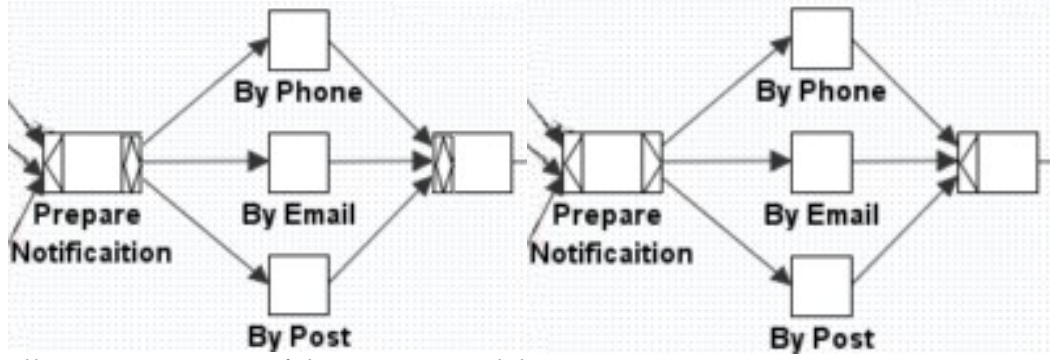 By Phone
By Email
Prepare
Notificaition
By Post
By Phone
By Email
Prepare
Notificaition
By Post